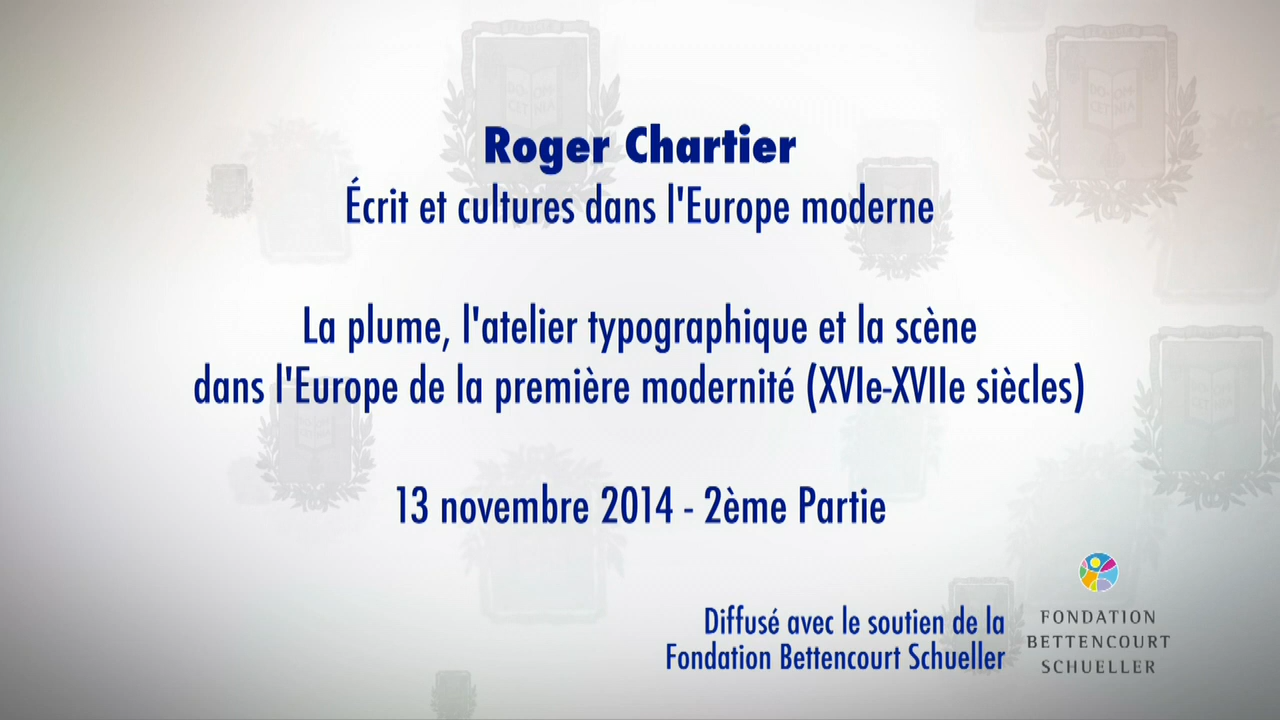 Roger Chartier
Écrit et cultures dans l'Europe moderne
La plume, l'atelier typographique et la scène
dans l'Europe de la première modernité (XVIe-XVIIe siècles)
13 novembre 2014 - 2ème Partie
Diffusé avec le soutien de la
Fondation Bettencourt Schueller
FONDATION
BETTENCOURT
SCHUELLER